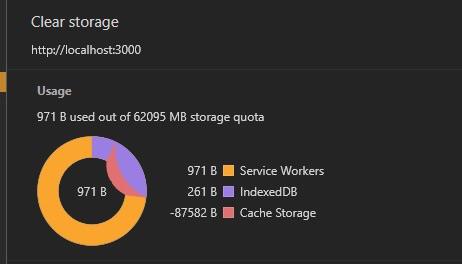 Clear storage
http://localhost:3000
Usage
971 B used out of 62095 MB storage quota
971 B
971 B Service Workers
261 B IndexedDB
-87582 B Cache Storage